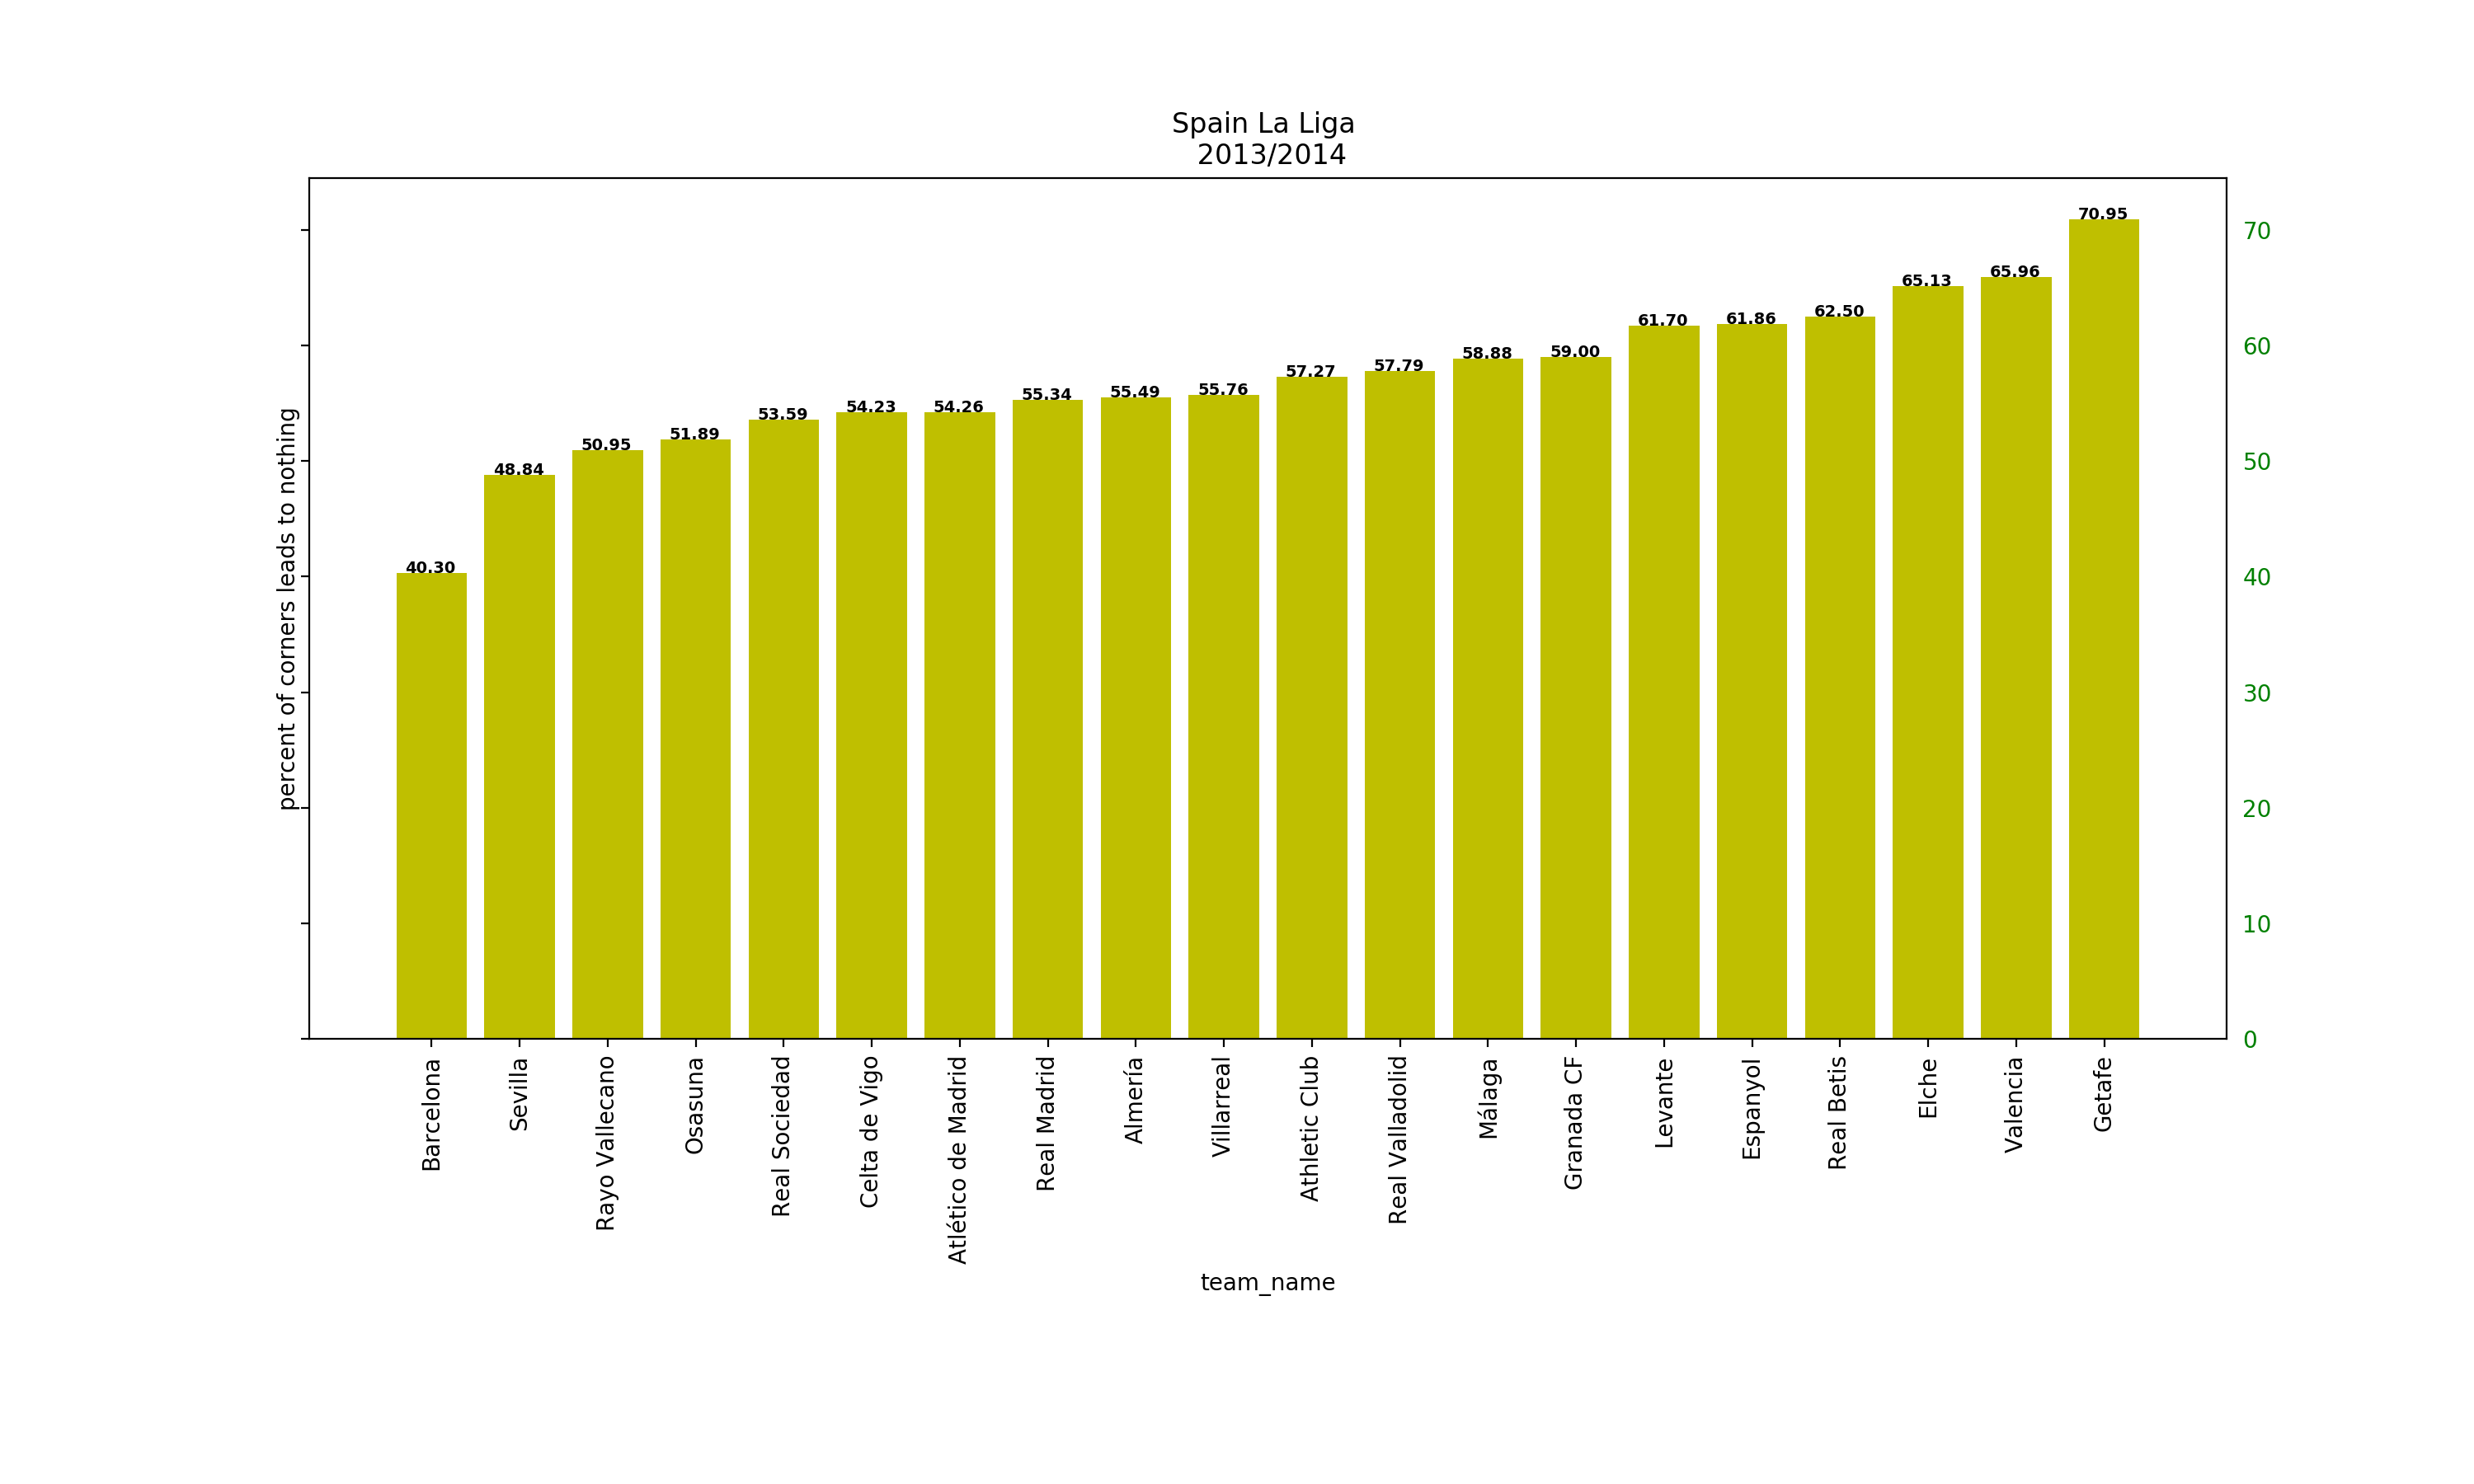 Spain La Liga
2013/2014
percent of corners leads to nothing
40.30
48.84
50.95
51.89
53.59
54.23
54.26
55.34
55.49
55.76
57.27
57.79
58.88
59.00
61.70
61.86
62.50
65.13
65.96
70.95
70
60
50
40
30
20
10
0
Barcelona
Sevilla
Rayo Vallecano
Osasuna
Real Sociedad
Celta de Vigo
Atlético de Madrid
Real Madrid
Almería
Villarreal
Athletic Club
Real Valladolid
Málaga
Granada CF
Levante
Espanyol
Real Betis
Elche
Valencia
Getafe
team_name